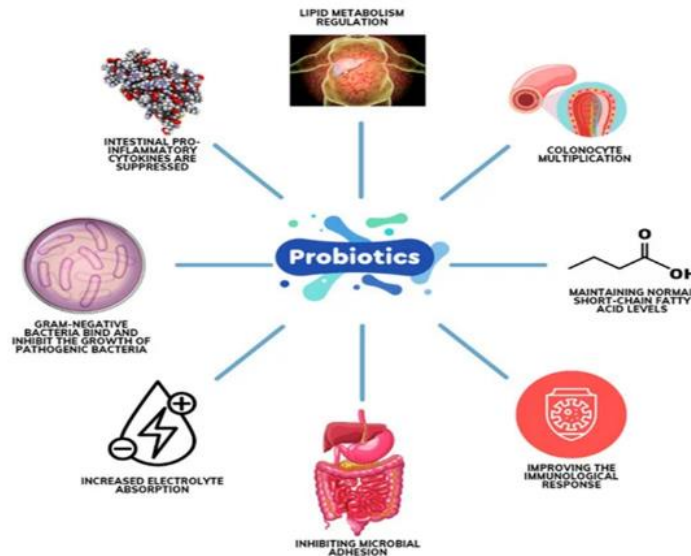 LIPID METABOLISM
REGULATION
INTESTINAL PRO-
INFLAMMATORY
CYTOKINES ARE
SUPPRESSED
COLONOCYTE
MULTIPLICATION
Probiotics
O
OH
MAINTAINING NORMAL
SHORT-CHAIN FATTY
ACID LEVELS
GRAM-NEGATIVE
BACTERIA BIND AND
INHIBIT THE GROWTH OF
PATHOGENIC BACTERIA
INCREASED ELECTROLYTE
ABSORPTION
IMPROVING THE
IMMUNOLOGICAL
RESPONSE
INHIBITING MICROBIAL
ADHESION